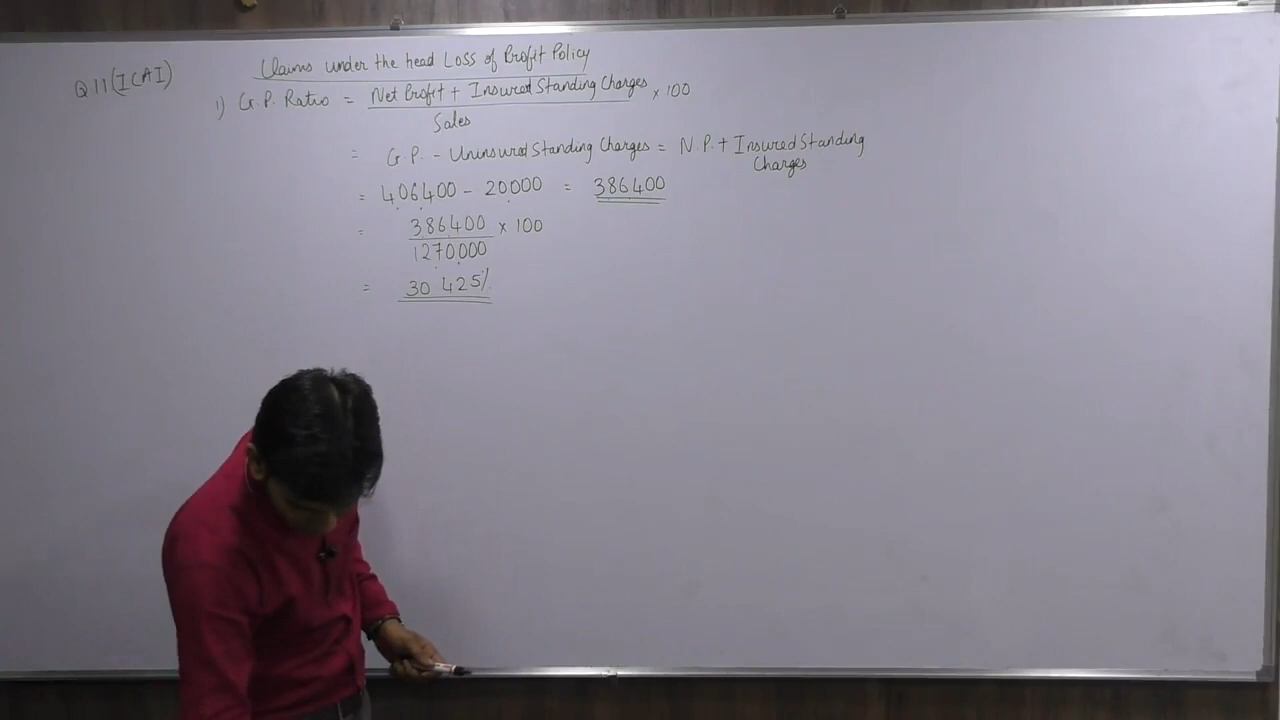 Q 11 (ICAI)
Claims under the head Loss of Profit Policy
1) G.P. Ratio = Net Profit + Insured Standing Charges / Sales × 100
= G.P. - Uninsured Standing Charges = N.P. + Insured Standing Charges
= 406400 - 20000 = 386400
= 386400 / 1270000 × 100
= 30 425%